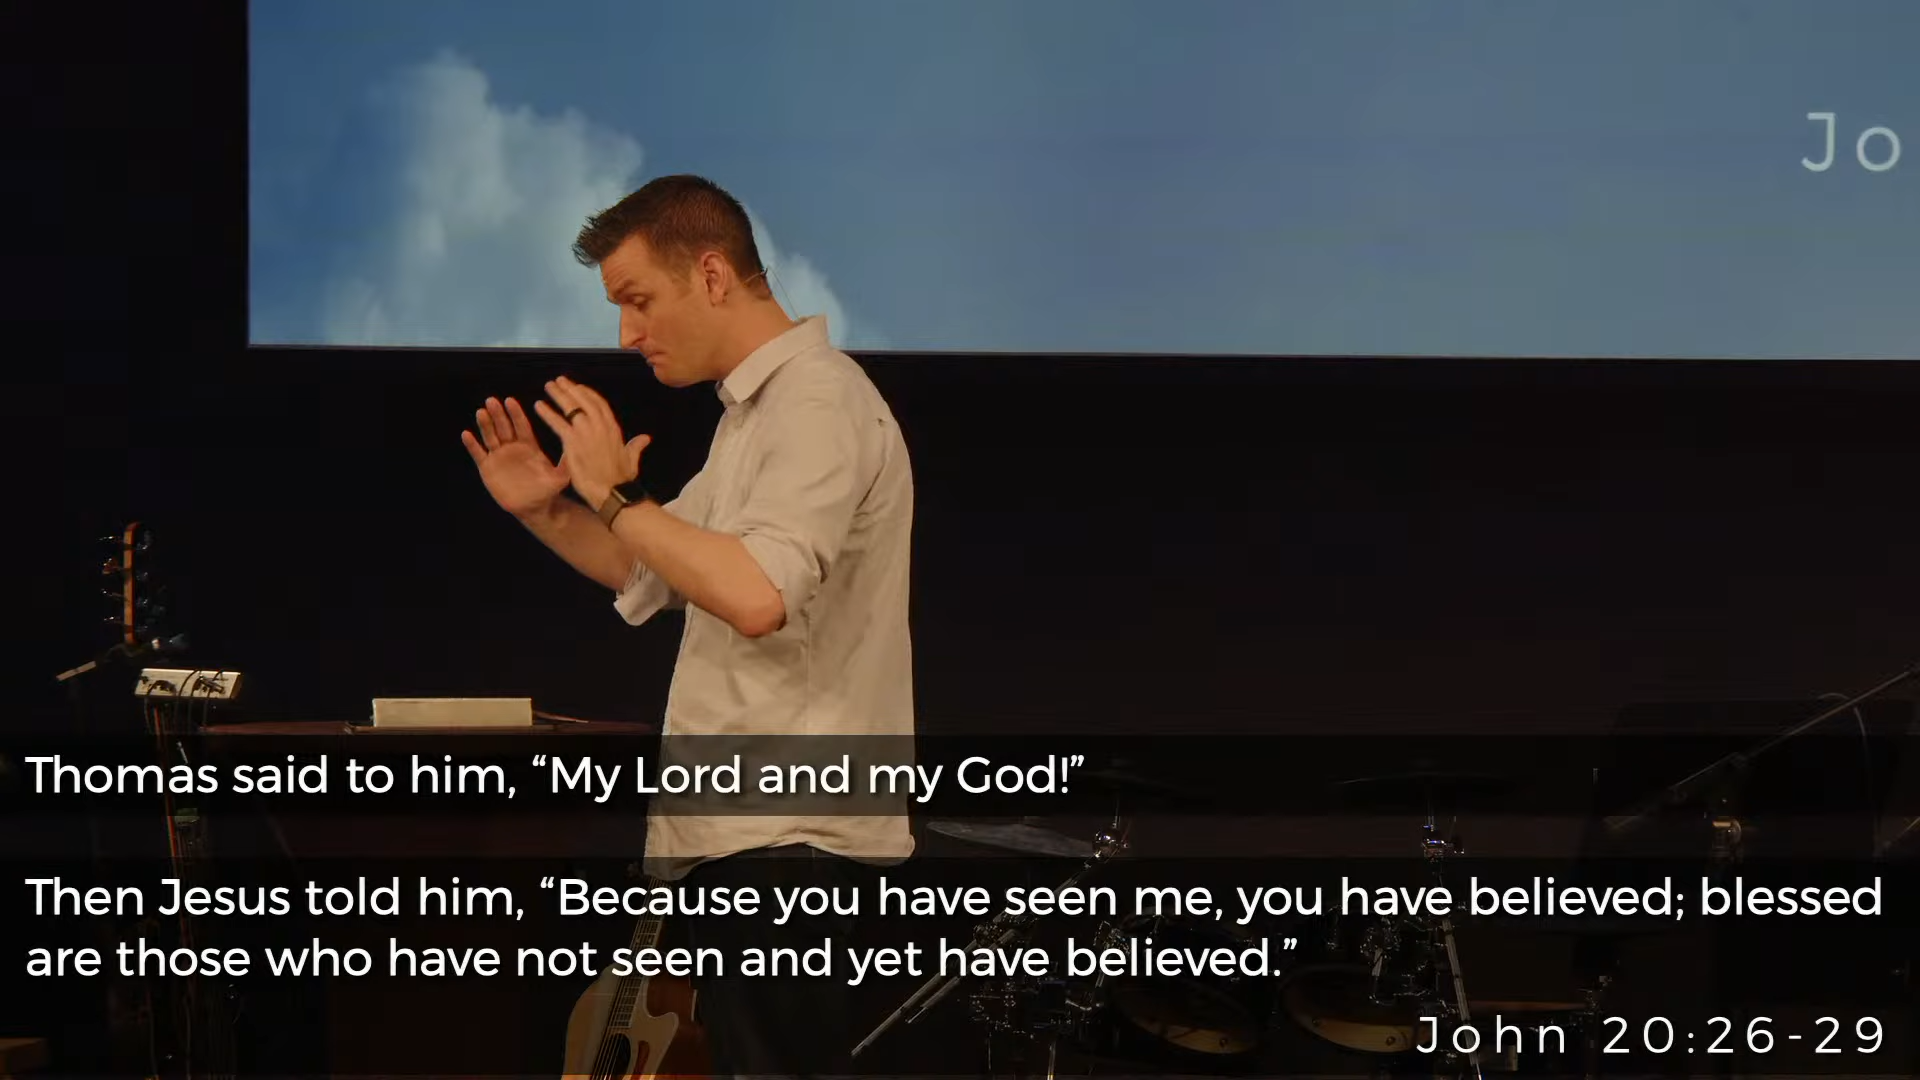 Jo
Thomas said to him, “My Lord and my God!”
Then Jesus told him, “Because you have seen me, you have believed; blessed
are those who have not seen and yet have believed.”
John 20:26-29